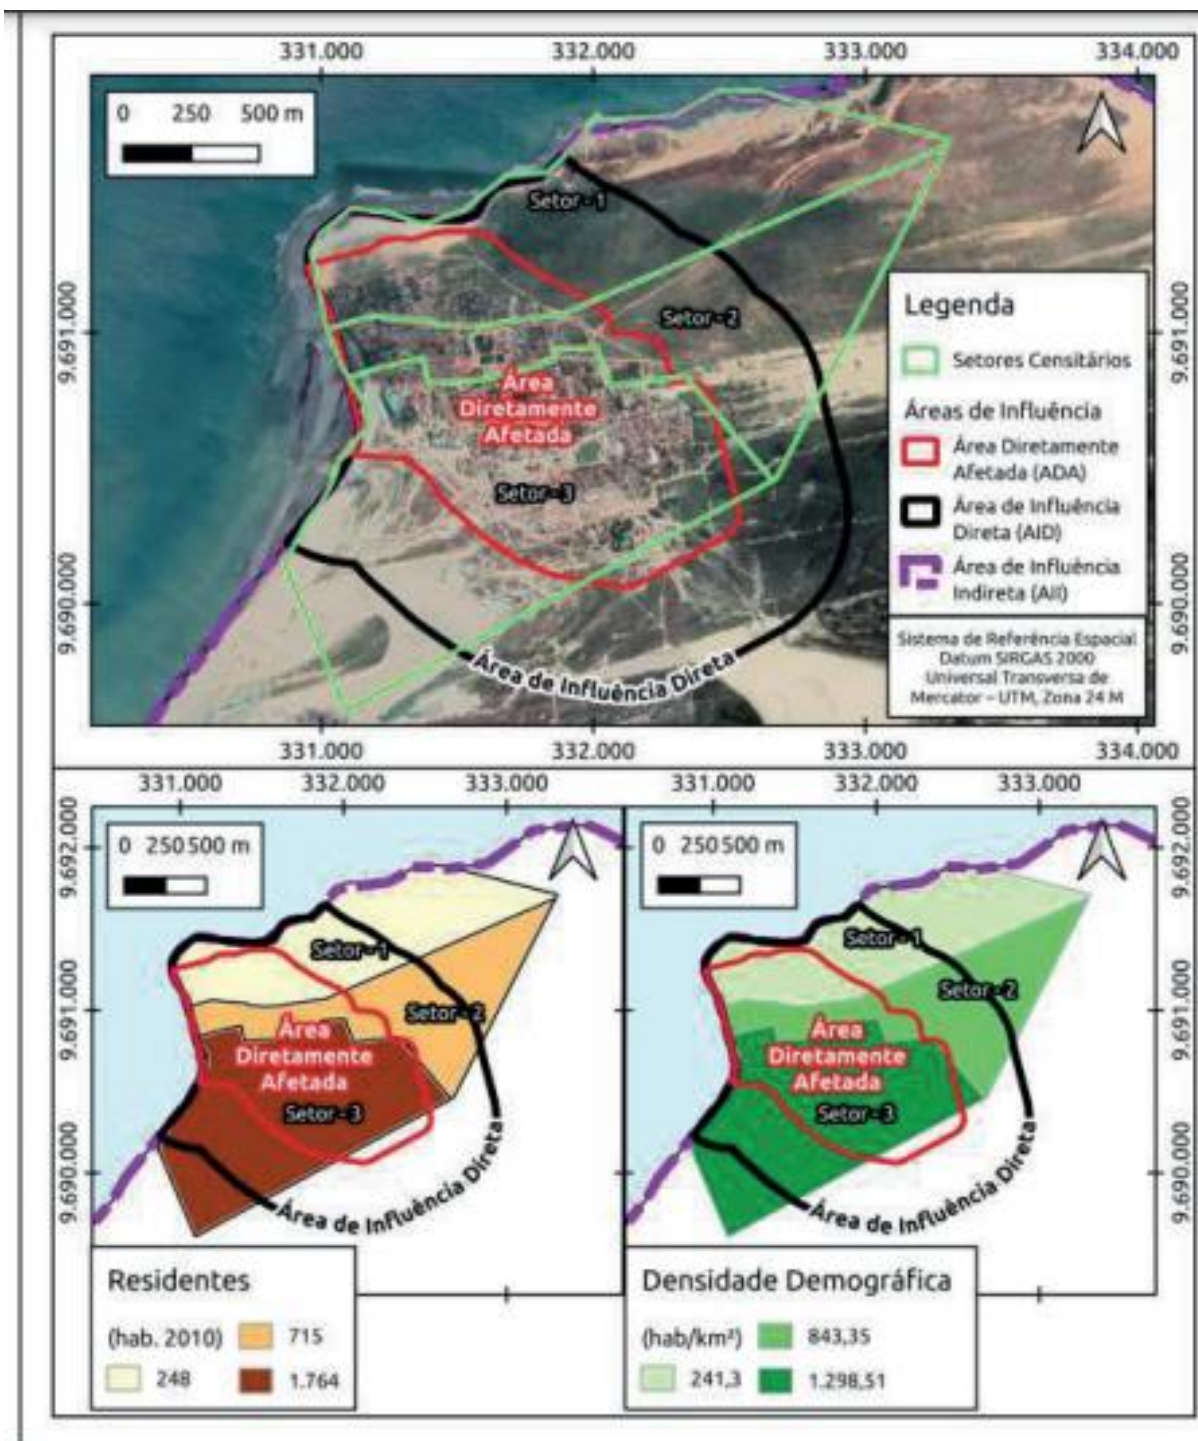 331.000 332.000 333.000 334.000
0 250 500 m
Setor - 1
Setor - 2
Área
Diretamente
Afetada
Setor - 3
Área de Influência Direta
9.691.000
9.690.000
9.691.000
9.690.000
Legenda
Setores Censitários
Áreas de Influência
Área Diretamente
Afetada (ADA)
Área de Influência
Direta (AID)
Área de Influência
Indireta (AII)
Sistema de Referência Espacial
Datum SIRGAS 2000
Universal Transversa de
Mercator – UTM, Zona 24 M
331.000 332.000 333.000 334.000
331.000 332.000 333.000
9.692.000
9.691.000
9.690.000
0 250 500 m
Setor - 1
Setor - 2
Área
Diretamente
Afetada
Setor - 3
Área de Influência Direta
Residentes
(hab. 2010) 715
248 1.764
331.000 332.000 333.000
0 250 500 m
Setor - 1
Setor - 2
Área
Diretamente
Afetada
Setor - 3
Área de Influência Direta
9.692.000
9.691.000
9.690.000
Densidade Demográfica
(hab/km²) 843,35
241,3 1.298,51